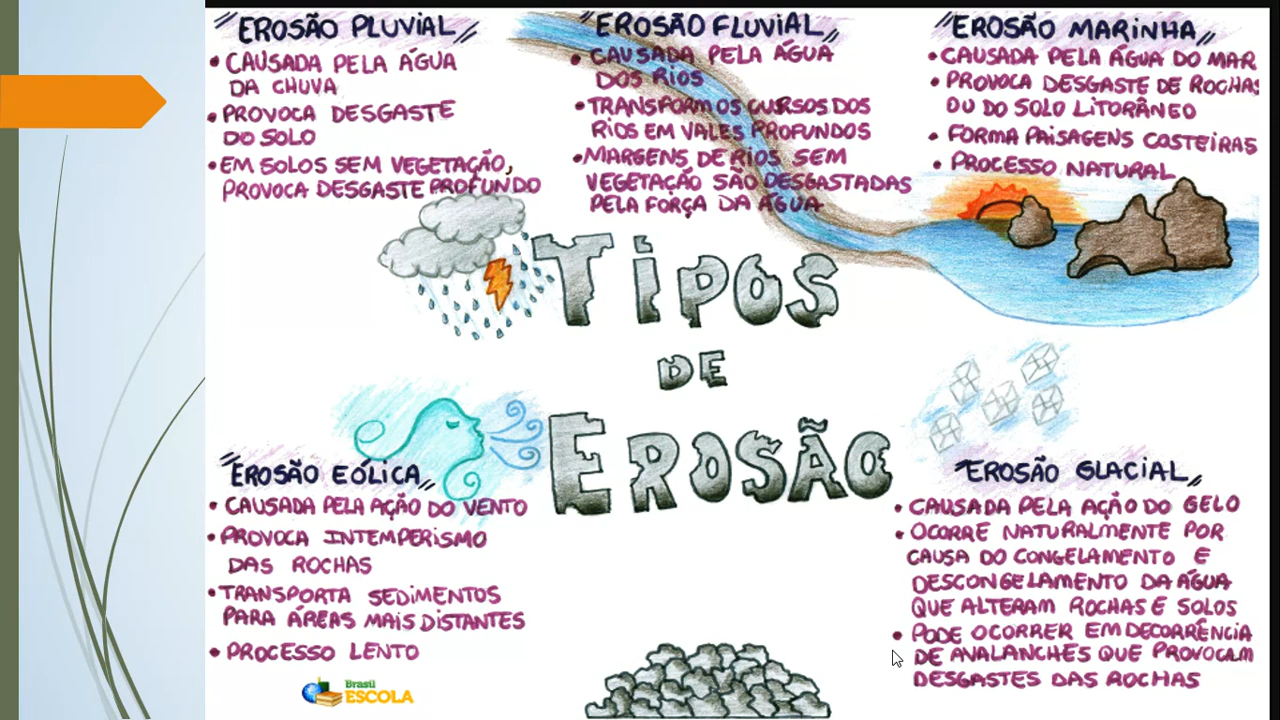 "EROSÃO PLUVIAL"
• CAUSADA PELA ÁGUA
DA CHUVA
• PROVOCA DESGASTE
DO SOLO
• EM SOLOS SEM VEGETAÇÃO,
PROVOCA DESGASTE PROFUNDO
"EROSÃO FLUVIAL"
• CAUSADA PELA ÁGUA
DOS RIOS
• TRANSFORM OS CURSOS DOS
RIOS EM VALES PROFUNDOS
• MARGENS DE RIOS SEM
VEGETAÇÃO SÃO DESGASTADAS
PELA FORÇA DA ÁGUA
"EROSÃO MARINHA"
• CAUSADA PELA ÁGUA DO MAR
• PROVOCA DESGASTE DE ROCHAS
OU DO SOLO LITORÂNEO
• FORMA PAISAGENS COSTEIRAS
• PROCESSO NATURAL
TIPOS
DE
EROSÃO
"EROSÃO EÓLICA"
• CAUSADA PELA AÇÃO DO VENTO
• PROVOCA INTEMPERISMO
DAS ROCHAS
• TRANSPORTA SEDIMENTOS
PARA ÁREAS MAIS DISTANTES
• PROCESSO LENTO
"EROSÃO GLACIAL"
• CAUSADA PELA AÇÃO DO GELO
• OCORRE NATURALMENTE POR
CAUSA DO CONGELAMENTO E
DESCONGELAMENTO DA ÁGUA
QUE ALTERAM ROCHAS E SOLOS
• PODE OCORRER EM DECORRÊNCIA
DE AVALANCHES QUE PROVOCAM
DESGASTES DAS ROCHAS
Brasil
ESCOLA